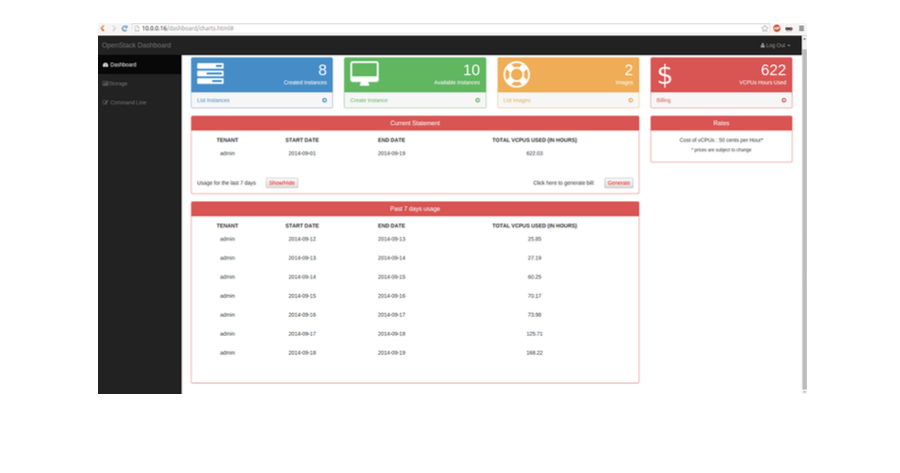 10.0.0.16/dashboard/charts.html#
OpenStack Dashboard
Log Out
Dashboard
Storage
Command Line
8
Created Instances
List Instances
10
Available Instances
Create Instance
2
Images
List Images
$
622
VCPUs Hours Used
Billing
Current Statement
TENANT START DATE END DATE TOTAL VCPUS USED (IN HOURS)
admin 2014-09-01 2014-09-19 622.03
Usage for the last 7 days Show/Hide Click here to generate bill: Generate
Rates
Cost of vCPUs : 50 cents per Hour*
* prices are subject to change
Past 7 days usage
TENANT START DATE END DATE TOTAL VCPUS USED (IN HOURS)
admin 2014-09-12 2014-09-13 25.85
admin 2014-09-13 2014-09-14 27.19
admin 2014-09-14 2014-09-15 60.25
admin 2014-09-15 2014-09-16 70.17
admin 2014-09-16 2014-09-17 73.98
admin 2014-09-17 2014-09-18 125.71
admin 2014-09-18 2014-09-19 168.22